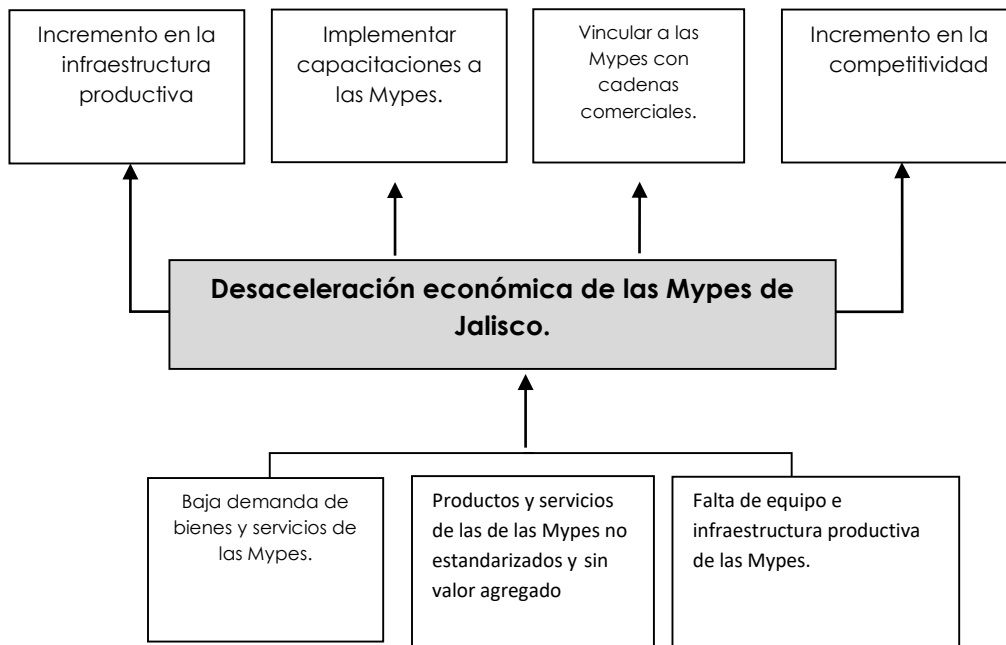 Incremento en la
infraestructura
productiva
Implementar
capacitaciones a
las Mypes.
Vincular a las
Mypes con
cadenas
comerciales.
Incremento en la
competitividad
Desaceleración económica de las Mypes de
Jalisco.
Baja demanda de
bienes y servicios de
las Mypes.
Productos y servicios
de las de las Mypes no
estandarizados y sin
valor agregado
Falta de equipo e
infraestructura productiva
de las Mypes.